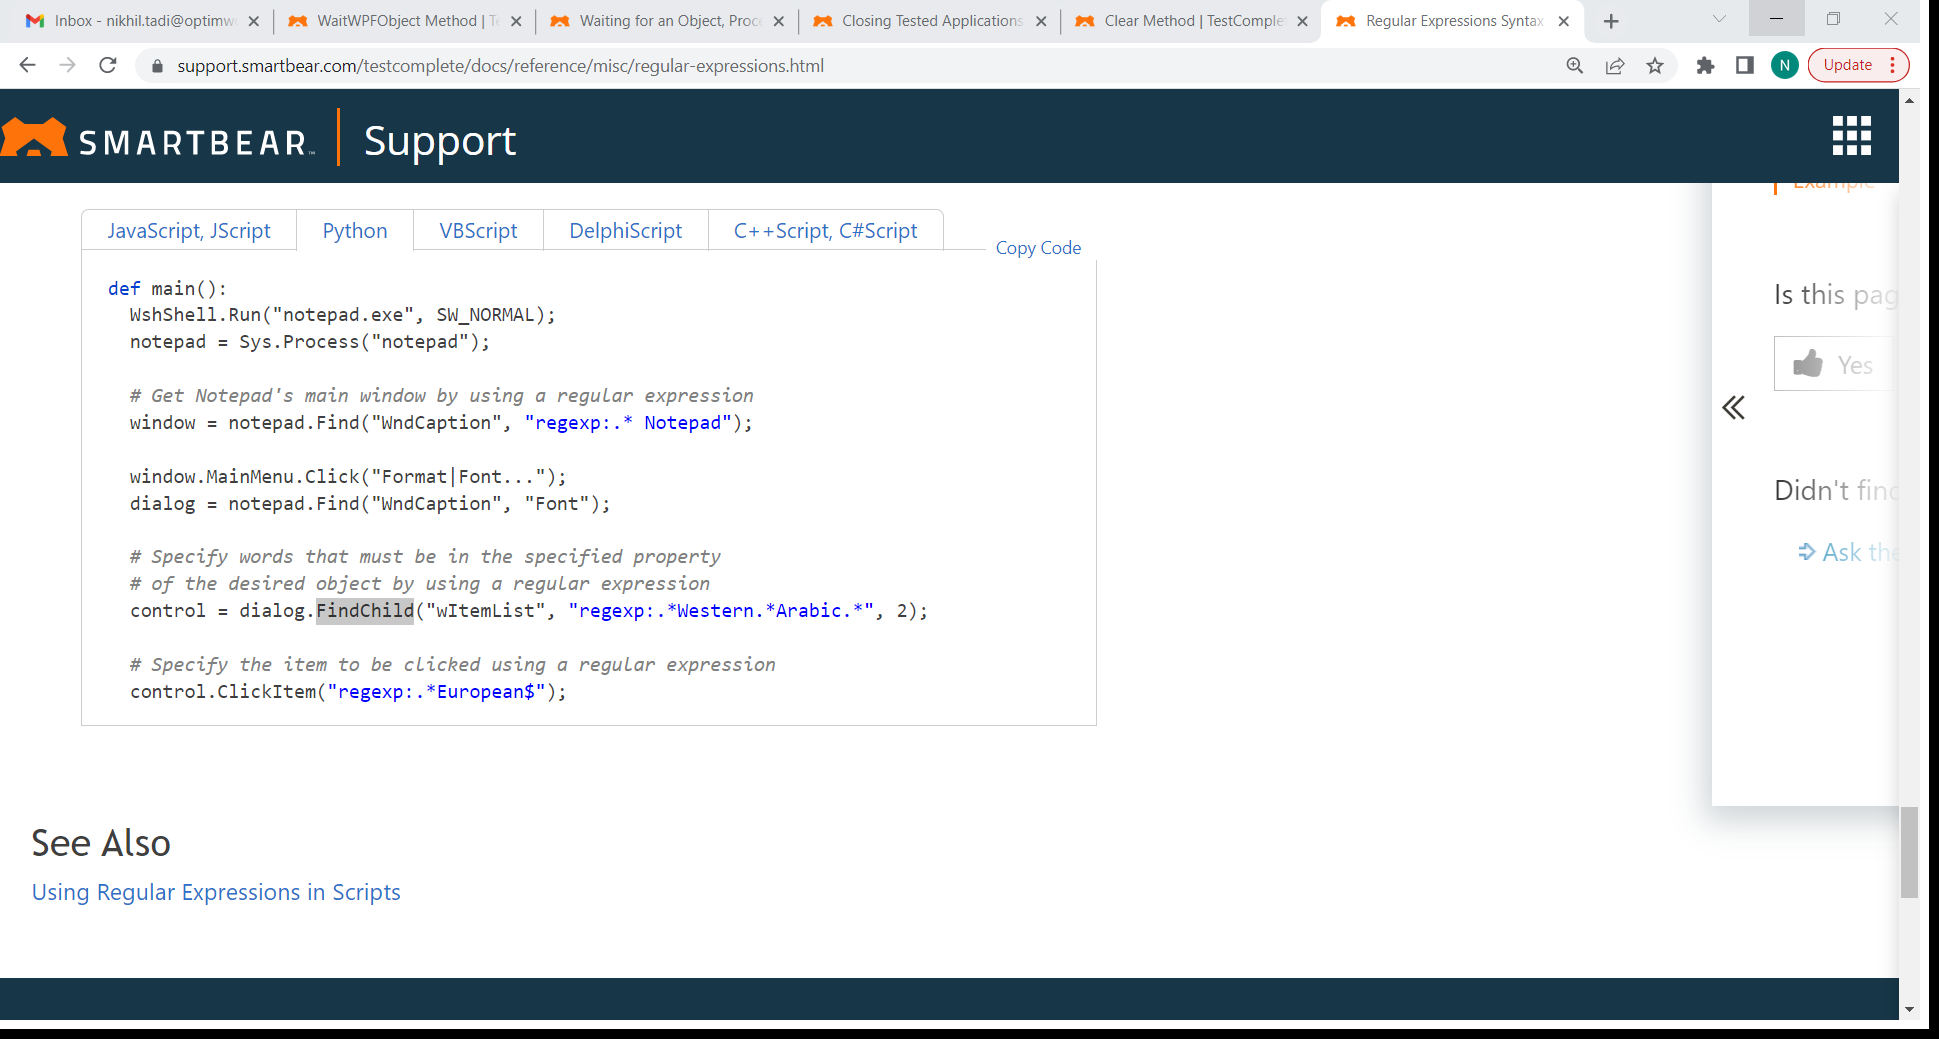 Inbox - nikhil.tadi@optimw
WaitWPFObject Method | Te
Waiting for an Object, Proce
Closing Tested Applications
Clear Method | TestComple
Regular Expressions Syntax
support.smartbear.com/testcomplete/docs/reference/misc/regular-expressions.html
N
Update
SMARTBEAR™ Support
Example
JavaScript, JScript
Python
VBScript
DelphiScript
C++Script, C#Script
Copy Code
def main():
WshShell.Run("notepad.exe", SW_NORMAL);
notepad = Sys.Process("notepad");
# Get Notepad's main window by using a regular expression
window = notepad.Find("WndCaption", "regexp:.* Notepad");
window.MainMenu.Click("Format|Font...");
dialog = notepad.Find("WndCaption", "Font");
# Specify words that must be in the specified property
# of the desired object by using a regular expression
control = dialog.FindChild("wItemList", "regexp:.*Western.*Arabic.*", 2);
# Specify the item to be clicked using a regular expression
control.ClickItem("regexp:.*European$");
Is this pag
Yes
Didn't find
Ask the
See Also
Using Regular Expressions in Scripts